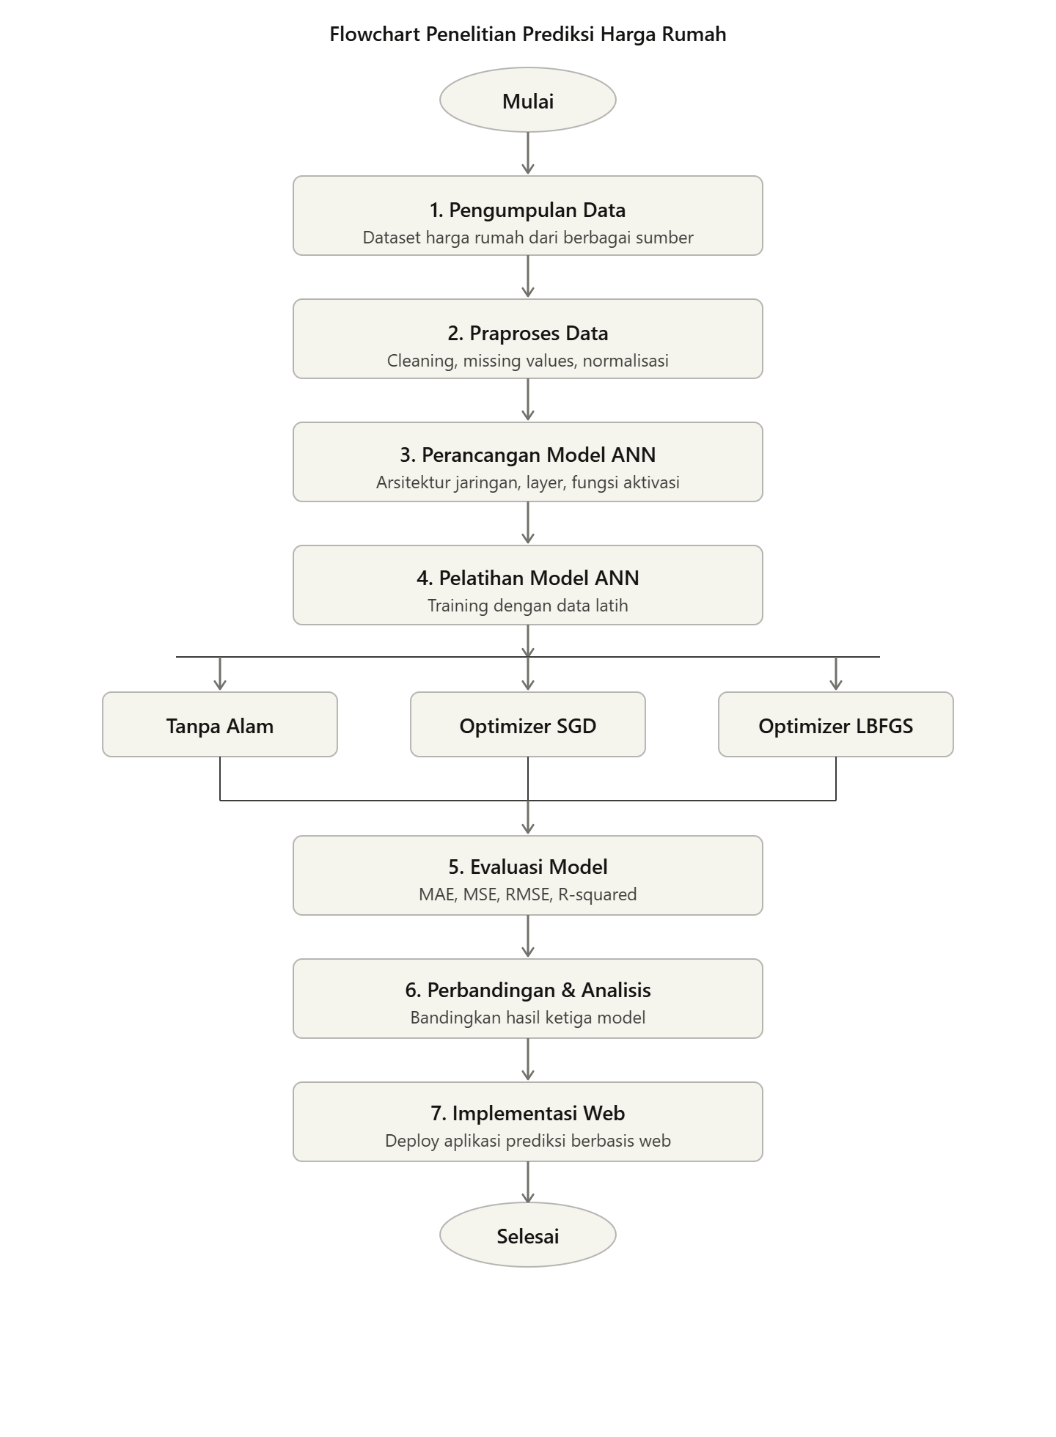 Flowchart Penelitian Prediksi Harga Rumah
Mulai
1. Pengumpulan Data
Dataset harga rumah dari berbagai sumber
2. Praproses Data
Cleaning, missing values, normalisasi
3. Perancangan Model ANN
Arsitektur jaringan, layer, fungsi aktivasi
4. Pelatihan Model ANN
Training dengan data latih
Tanpa Alam
Optimizer SGD
Optimizer LBFGS
5. Evaluasi Model
MAE, MSE, RMSE, R-squared
6. Perbandingan & Analisis
Bandingkan hasil ketiga model
7. Implementasi Web
Deploy aplikasi prediksi berbasis web
Selesai